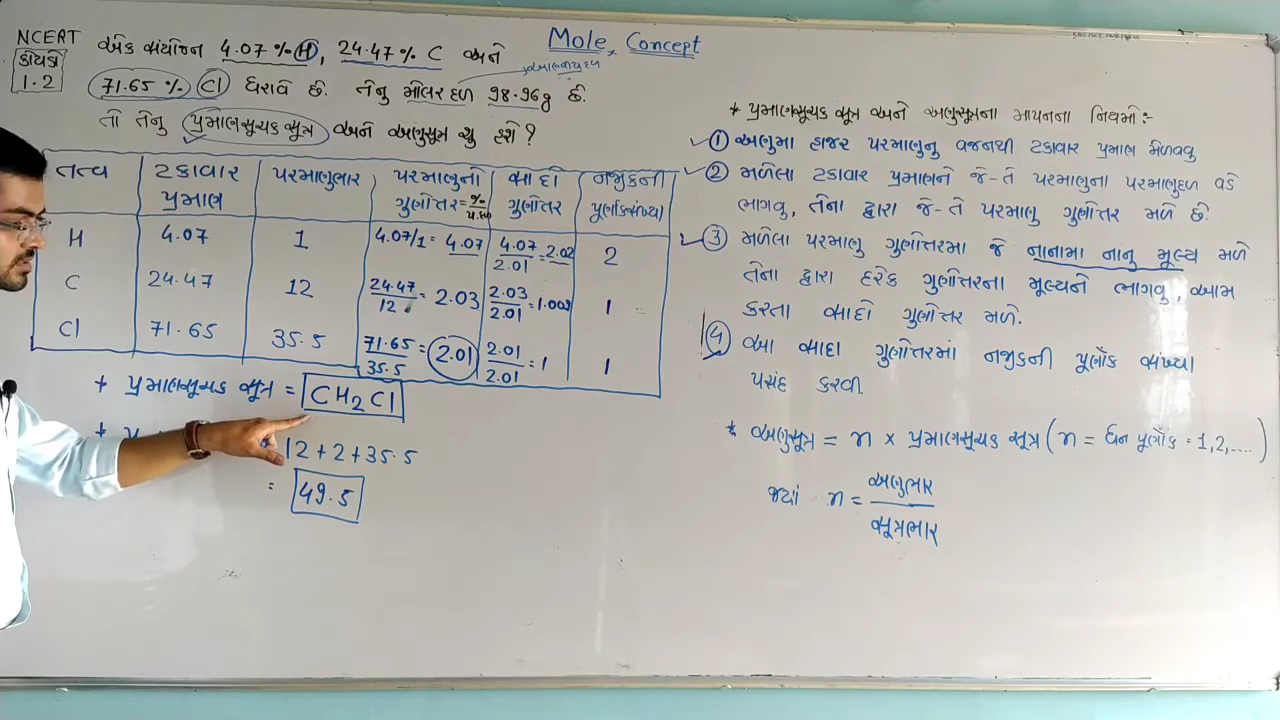 Mole Concept
NCERT
કોયડો
1.2
એક સંયોજન 4.07 % H, 24.47 % C અને
આણ્વીયદળ
71.65 % Cl ધરાવે છે. તેનુ મોલર દળ 98.96g છે.
તો તેનુ પ્રમાણસૂચક સૂત્ર અને અણુસૂત્ર શુ હશે?
તત્વ ટકાવાર પ્રમાણ પરમાણુભાર પરમાણુનો ગુણોત્તર= %/પ.ભાર સાદો ગુણોત્તર નજીકની પૂર્ણાંકસંખ્યા
H 4.07 1 4.07/1= 4.07 4.07/2.01=2.02 2
C 24.47 12 24.47/12 = 2.03 2.03/2.01=1.009 1
Cl 71.65 35.5 71.65/35.5 = 2.01 2.01/2.01 = 1 1
* પ્રમાણસૂચક સૂત્ર = CH2Cl
12+2+35.5
= 49.5
* પ્રમાણસૂચક સૂત્ર અને અણુસૂત્રના માપનના નિયમો:-
① અણુમા હાજર પરમાણુનુ વજનથી ટકાવાર પ્રમાણ મેળવવુ
② મળેલા ટકાવાર પ્રમાણને જે-તે પરમાણુના પરમાણુદળ વડે
ભાગવુ, તેના દ્વારા જે-તે પરમાણુ ગુણોત્તર મળે છે.
③ મળેલા પરમાણુ ગુણોત્તરમા જે નાનામા નાનુ મૂલ્ય મળે
તેના દ્વારા દરેક ગુણોત્તરના મૂલ્યને ભાગવુ, આમ
કરતા સાદો ગુણોત્તર મળે.
④ આ સાદા ગુણોત્તરમાં નજીકની પૂર્ણાંક સંખ્યા
પસંદ કરવી.
* અણુસૂત્ર = n × પ્રમાણસૂચક સૂત્ર (n = ધન પૂર્ણાંક = 1,2,....)
જ્યાં n = અણુભાર/સૂત્રભાર